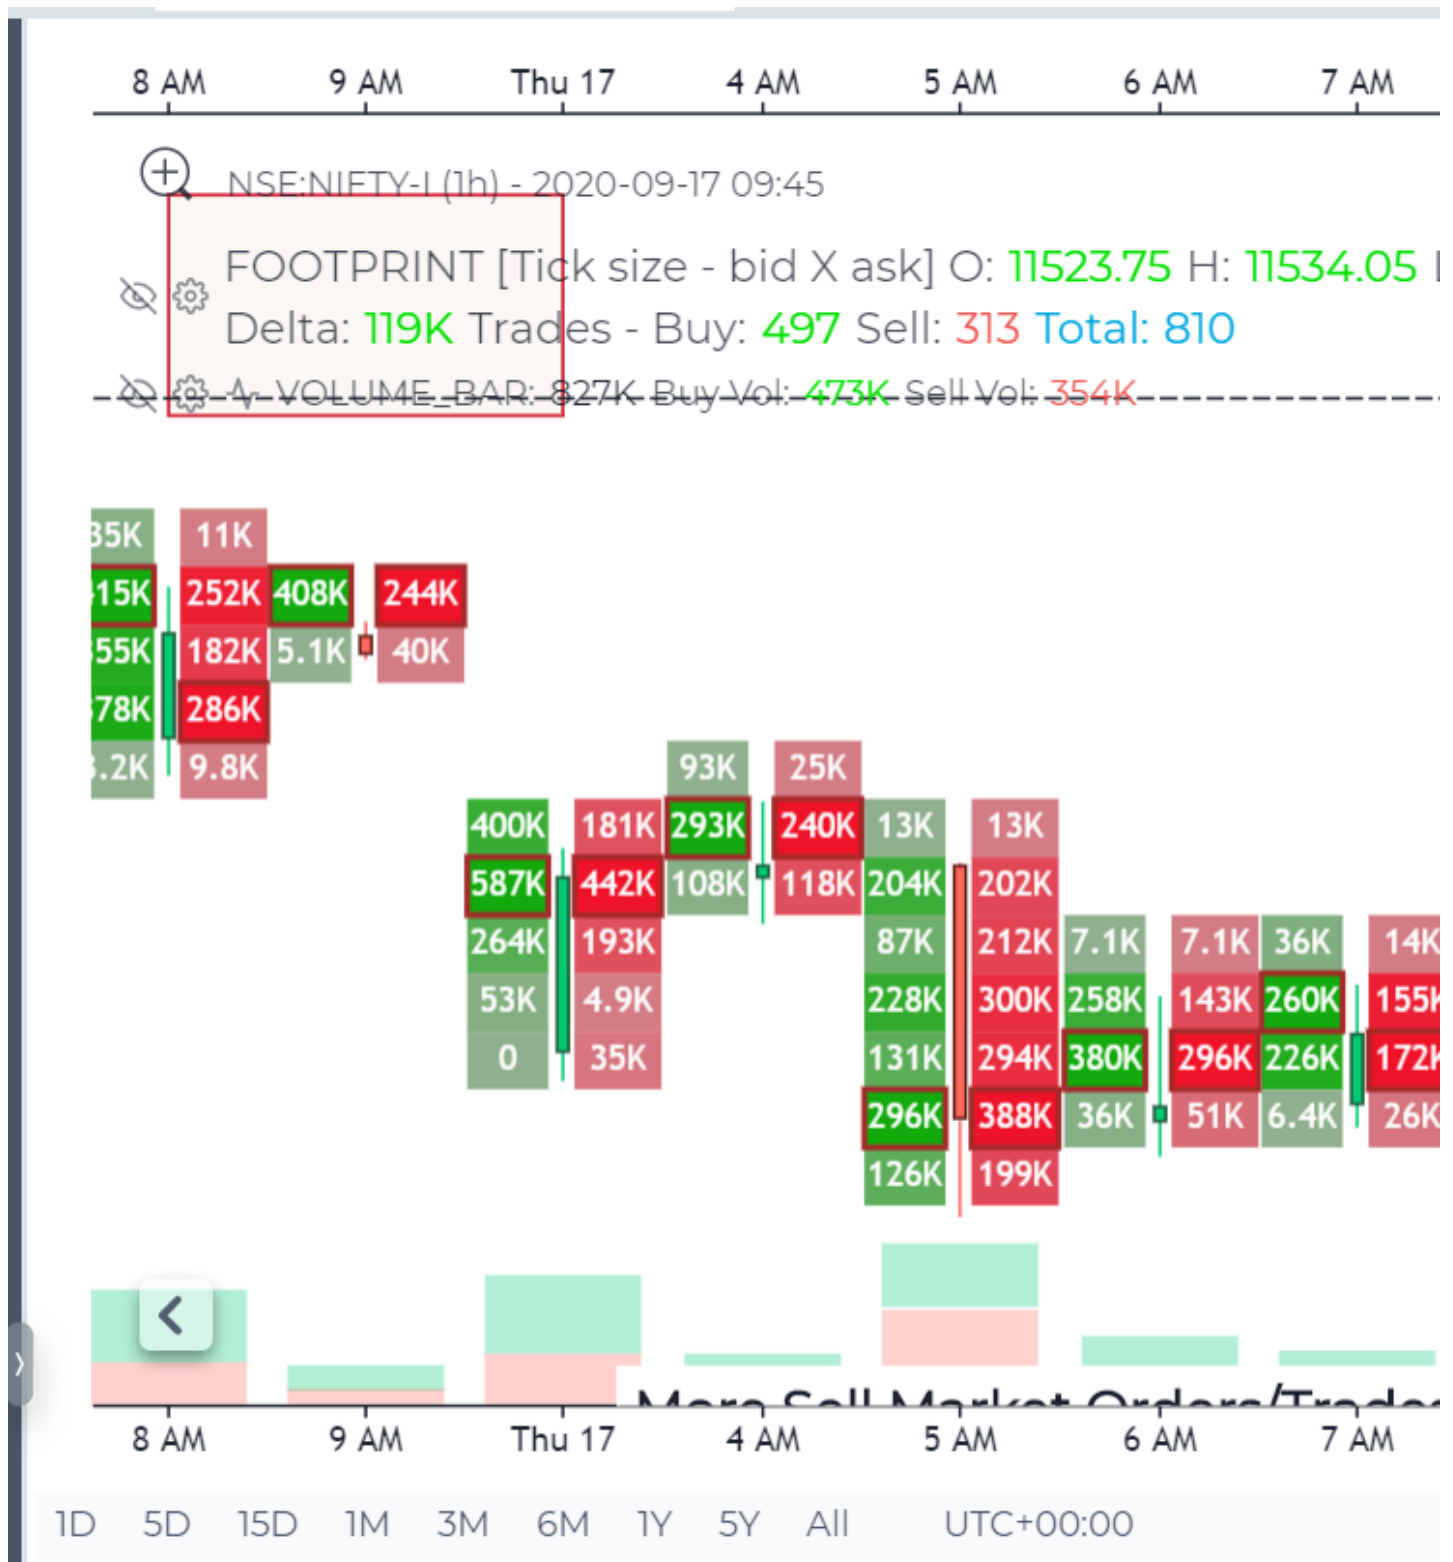 8 AM 9 AM Thu 17 4 AM 5 AM 6 AM 7 AM
NSE:NIFTY-I (1h) - 2020-09-17 09:45
FOOTPRINT [Tick size - bid X ask] O: 11523.75 H: 11534.05
Delta: 119K Trades - Buy: 497 Sell: 313 Total: 810
VOLUME_BAR: 827K Buy Vol: 473K Sell Vol: 354K
35K 11K
415K 252K 408K 244K
55K 182K 5.1K 40K
78K 286K
.2K 9.8K 93K 25K
400K 181K 293K 240K 13K 13K
587K 442K 108K 118K 204K 202K
264K 193K 87K 212K 7.1K 7.1K 36K 14K
53K 4.9K 228K 300K 258K 143K 260K 155K
0 35K 131K 294K 380K 296K 226K 172K
296K 388K 36K 51K 6.4K 26K
126K 199K
More Sell Market Orders/Trades
8 AM 9 AM Thu 17 4 AM 5 AM 6 AM 7 AM
1D 5D 15D 1M 3M 6M 1Y 5Y All UTC+00:00